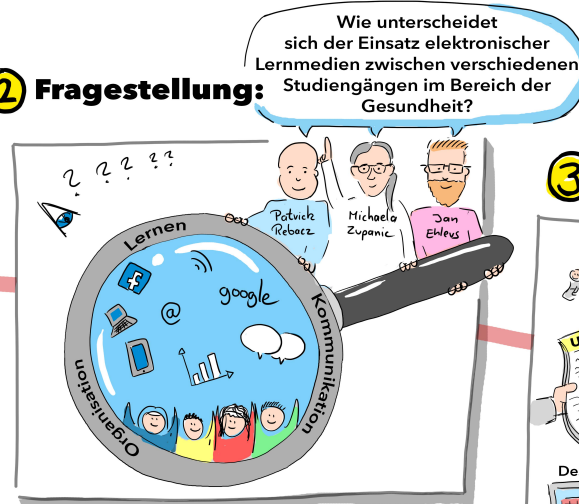 Wie unterscheidet
sich der Einsatz elektronischer
Lernmedien zwischen verschiedenen
Studiengängen im Bereich der
Gesundheit?
2 Fragestellung:
? ? ? ? ?
3
Patrick
Rebacz
Michaela
Zupanic
Jan
Ehlers
Lernen
Kommunikation
Organisation
f
@
google
U
De